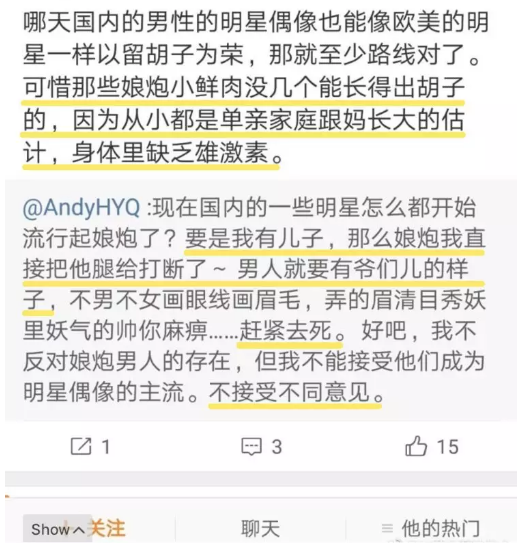 哪天国内的男性的明星偶像也能像欧美的明
星一样以留胡子为荣，那就至少路线对了。
可惜那些娘炮小鲜肉没几个能长得出胡子
的，因为从小都是单亲家庭跟妈长大的估
计，身体里缺乏雄激素。
@AndyHYQ :现在国内的一些明星怎么都开始
流行起娘炮了？要是我有儿子，那么娘炮我直
接把他腿给打断了～ 男人就要有爷们儿的样
子，不男不女画眼线画眉毛，弄的眉清目秀妖
里妖气的帅你麻痹……赶紧去死。好吧，我不
反对娘炮男人的存在，但我不能接受他们成为
明星偶像的主流。不接受不同意见。
1 3 15
Show 关注 聊天 他的热门